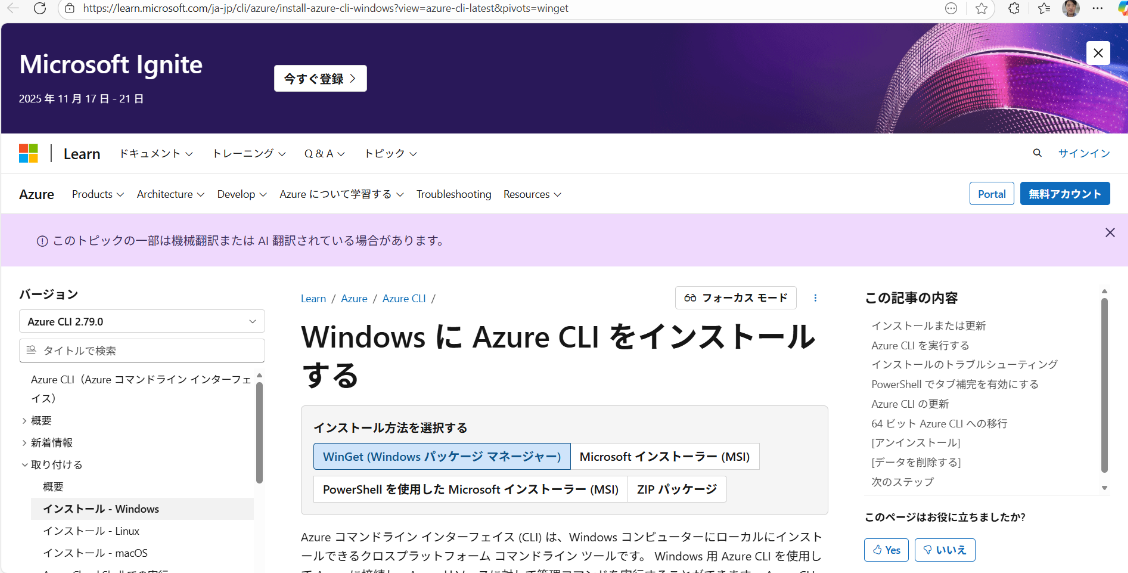 https://learn.microsoft.com/ja-jp/cli/azure/install-azure-cli-windows?view=azure-cli-latest&pivots=winget
Microsoft Ignite
今すぐ登録
2025 年 11 月 17 日 - 21 日
Learn
ドキュメント
トレーニング
Q & A
トピック
サインイン
Azure
Products
Architecture
Develop
Azure について学習する
Troubleshooting
Resources
Portal
無料アカウント
このトピックの一部は機械翻訳または AI 翻訳されている場合があります。
バージョン
Azure CLI 2.79.0
タイトルで検索
Azure CLI（Azure コマンドライン インターフェ
イス）
概要
新着情報
取り付ける
概要
インストール - Windows
インストール - Linux
インストール - macOS
Learn / Azure / Azure CLI /
フォーカス モード
Windows に Azure CLI をインストール
する
インストール方法を選択する
WinGet (Windows パッケージ マネージャー)
Microsoft インストーラー (MSI)
PowerShell を使用した Microsoft インストーラー (MSI)
ZIP パッケージ
Azure コマンドライン インターフェイス (CLI) は、Windows コンピューターにローカルにインスト
ールできるクロスプラットフォーム コマンドライン ツールです。 Windows 用 Azure CLI を使用し
この記事の内容
インストールまたは更新
Azure CLI を実行する
インストールのトラブルシューティング
PowerShell でタブ補完を有効にする
Azure CLI の更新
64 ビット Azure CLI への移行
[アンインストール]
[データを削除する]
次のステップ
このページはお役に立ちましたか?
Yes
いいえ